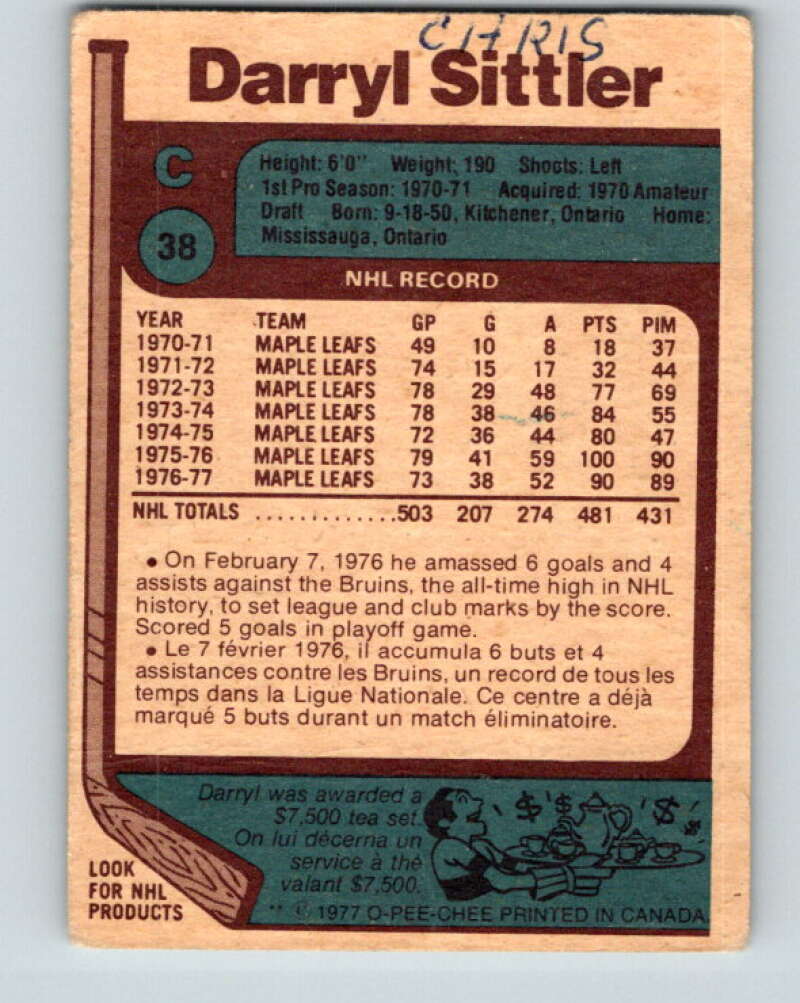 CHRIS
Darryl Sittler
C
38
Height: 6'0" Weight: 190 Shoots: Left
1st Pro Season: 1970-71 Acquired: 1970 Amateur
Draft Born: 9-18-50, Kitchener, Ontario Home:
Mississauga, Ontario
NHL RECORD
YEAR TEAM GP G A PTS PIM
1970-71 MAPLE LEAFS 49 10 8 18 37
1971-72 MAPLE LEAFS 74 15 17 32 44
1972-73 MAPLE LEAFS 78 29 48 77 69
1973-74 MAPLE LEAFS 78 38 46 84 55
1974-75 MAPLE LEAFS 72 36 44 80 47
1975-76 MAPLE LEAFS 79 41 59 100 90
1976-77 MAPLE LEAFS 73 38 52 90 89
NHL TOTALS .............503 207 274 481 431
• On February 7, 1976 he amassed 6 goals and 4
assists against the Bruins, the all-time high in NHL
history, to set league and club marks by the score.
Scored 5 goals in playoff game.
• Le 7 février 1976, il accumula 6 buts et 4
assistances contre les Bruins, un record de tous les
temps dans la Ligue Nationale. Ce centre a déjà
marqué 5 buts durant un match éliminatoire.
Darryl was awarded a
$7,500 tea set.
On lui décerna un
service à thé
valant $7,500.
$ $ $ $
LOOK
FOR NHL
PRODUCTS
** © 1977 O-PEE-CHEE PRINTED IN CANADA